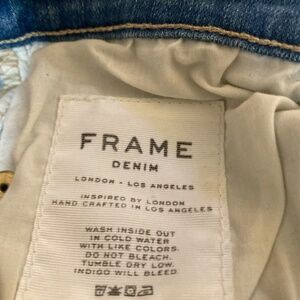 FRAME
DENIM
LONDON - LOS ANGELES
INSPIRED BY LONDON
HAND CRAFTED IN LOS ANGELES
WASH INSIDE OUT
IN COLD WATER
WITH LIKE COLORS.
DO NOT BLEACH.
TUMBLE DRY LOW.
INDIGO WILL BLEED.